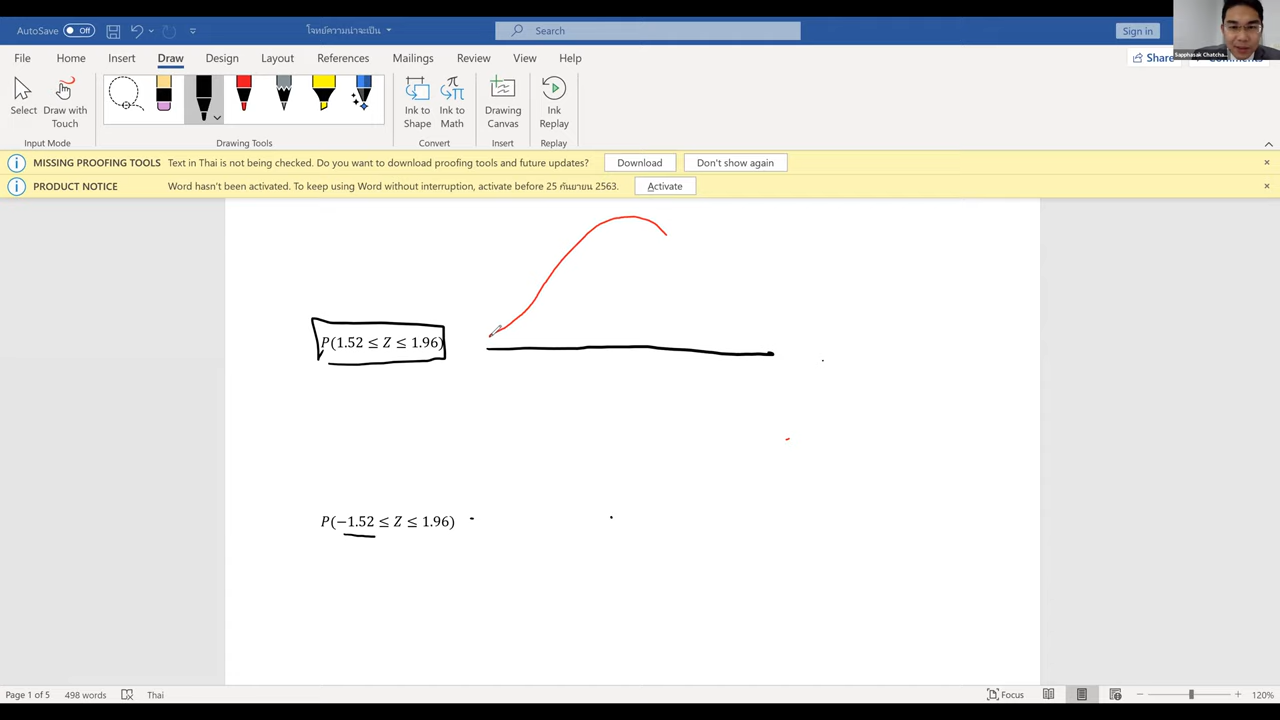 AutoSave Off โจทย์ความน่าจะเป็น Search Sign in
Sapphasak Chatcha...
File Home Insert Draw Design Layout References Mailings Review View Help Share Comments
Select Draw with Touch Ink to Shape Ink to Math Drawing Canvas Ink Replay
Input Mode Drawing Tools Convert Insert Replay
MISSING PROOFING TOOLS Text in Thai is not being checked. Do you want to download proofing tools and future updates? Download Don't show again
PRODUCT NOTICE Word hasn't been activated. To keep using Word without interruption, activate before 25 กันยายน 2563. Activate
P(1.52 ≤ Z ≤ 1.96)
P(−1.52 ≤ Z ≤ 1.96)
Page 1 of 5 498 words Thai Focus 120%